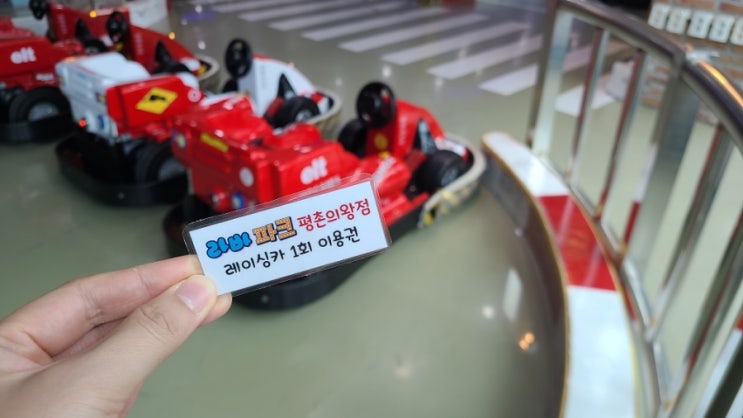 elf
elf
라바 파크 평촌의왕점
레이싱카 1회 이용권